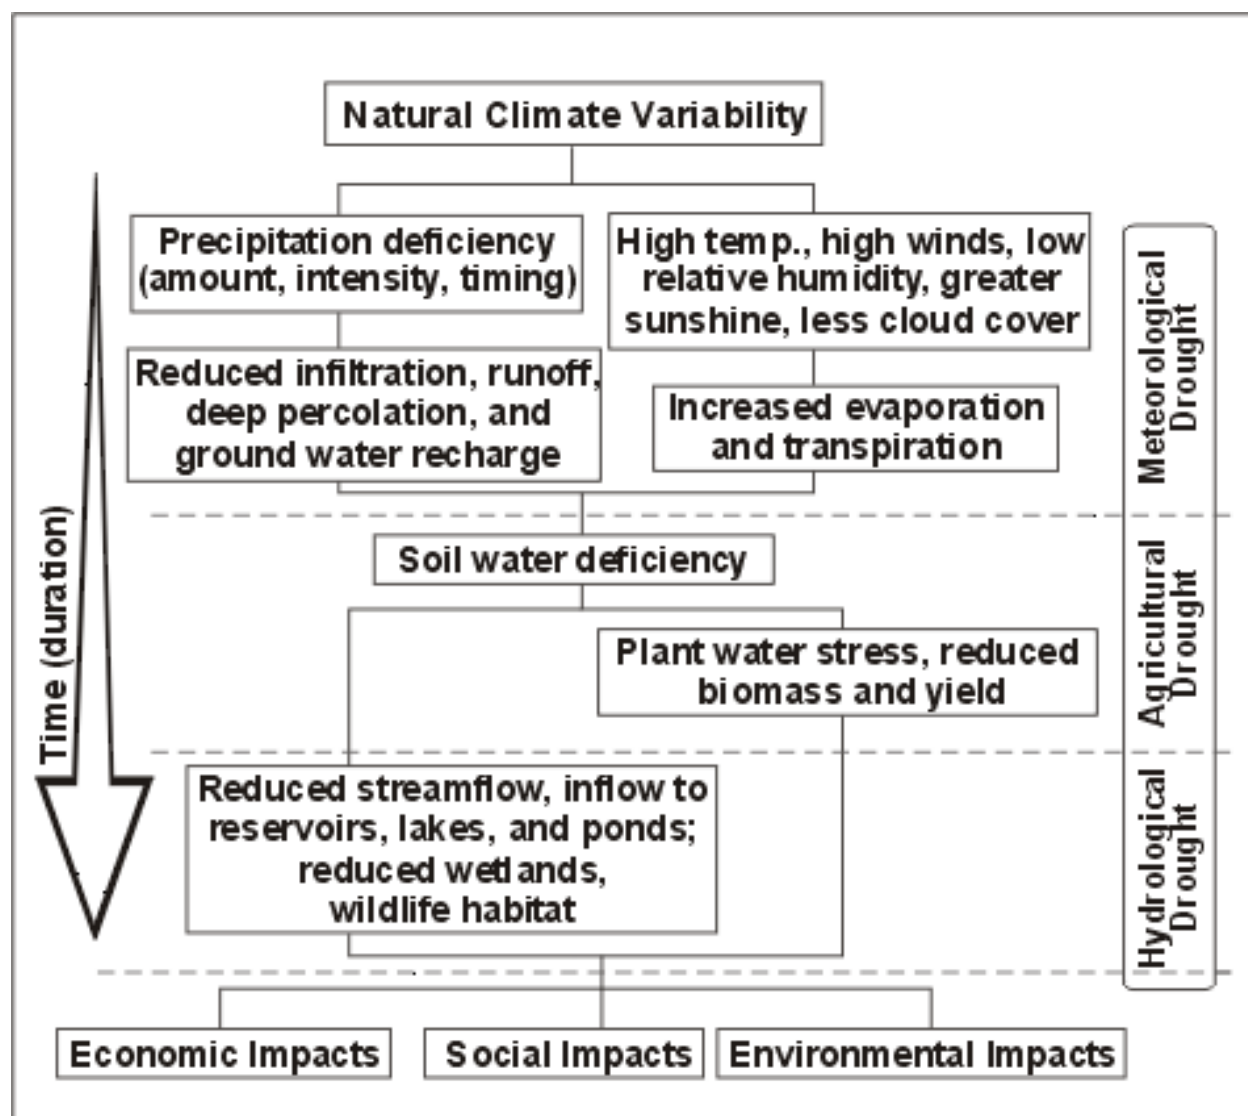 Natural Climate Variability
Precipitation deficiency
(amount, intensity, timing)
High temp., high winds, low
relative humidity, greater
sunshine, less cloud cover
Reduced infiltration, runoff,
deep percolation, and
ground water recharge
Increased evaporation
and transpiration
Meteorological
Drought
Time (duration)
Soil water deficiency
Plant water stress, reduced
biomass and yield
Agricultural
Drought
Reduced streamflow, inflow to
reservoirs, lakes, and ponds;
reduced wetlands,
wildlife habitat
Hydrological
Drought
Economic Impacts
Social Impacts
Environmental Impacts